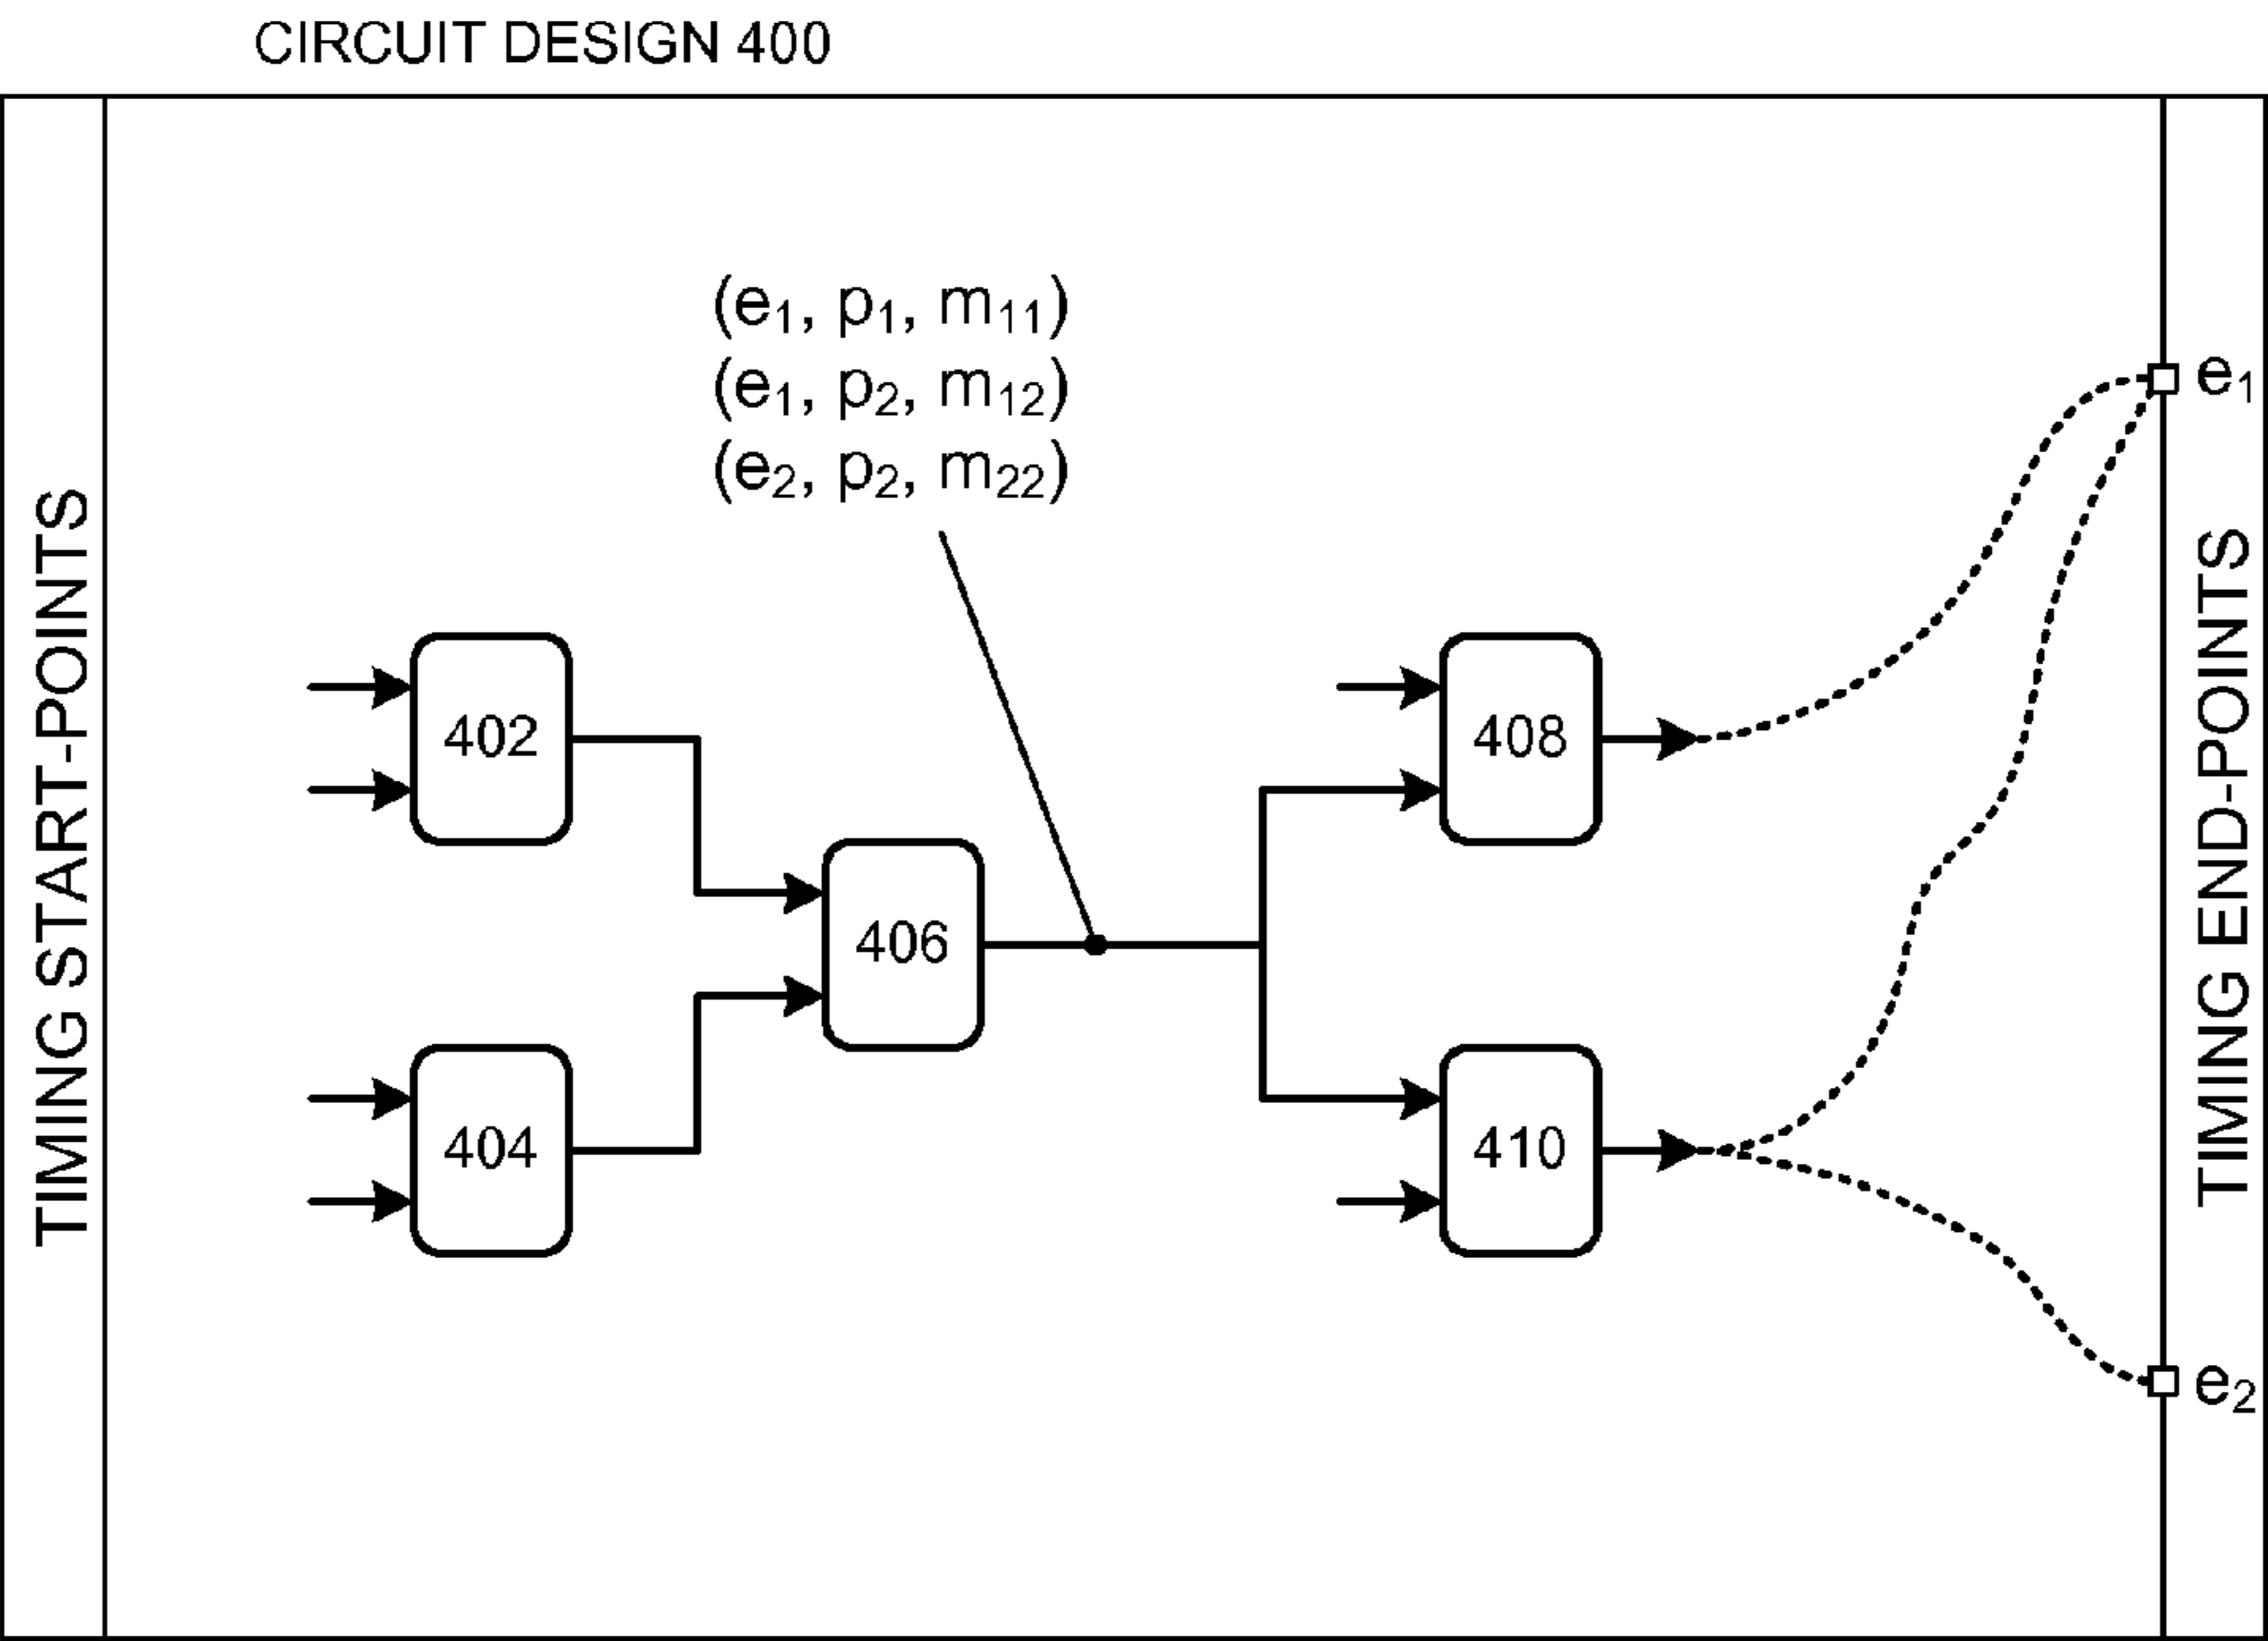 CIRCUIT DESIGN 400
TIMING START-POINTS
(e₁, p₁, m₁₁)
(e₁, p₂, m₁₂)
(e₂, p₂, m₂₂)
e₁
402
408
406
404
410
e₂
TIMING END-POINTS